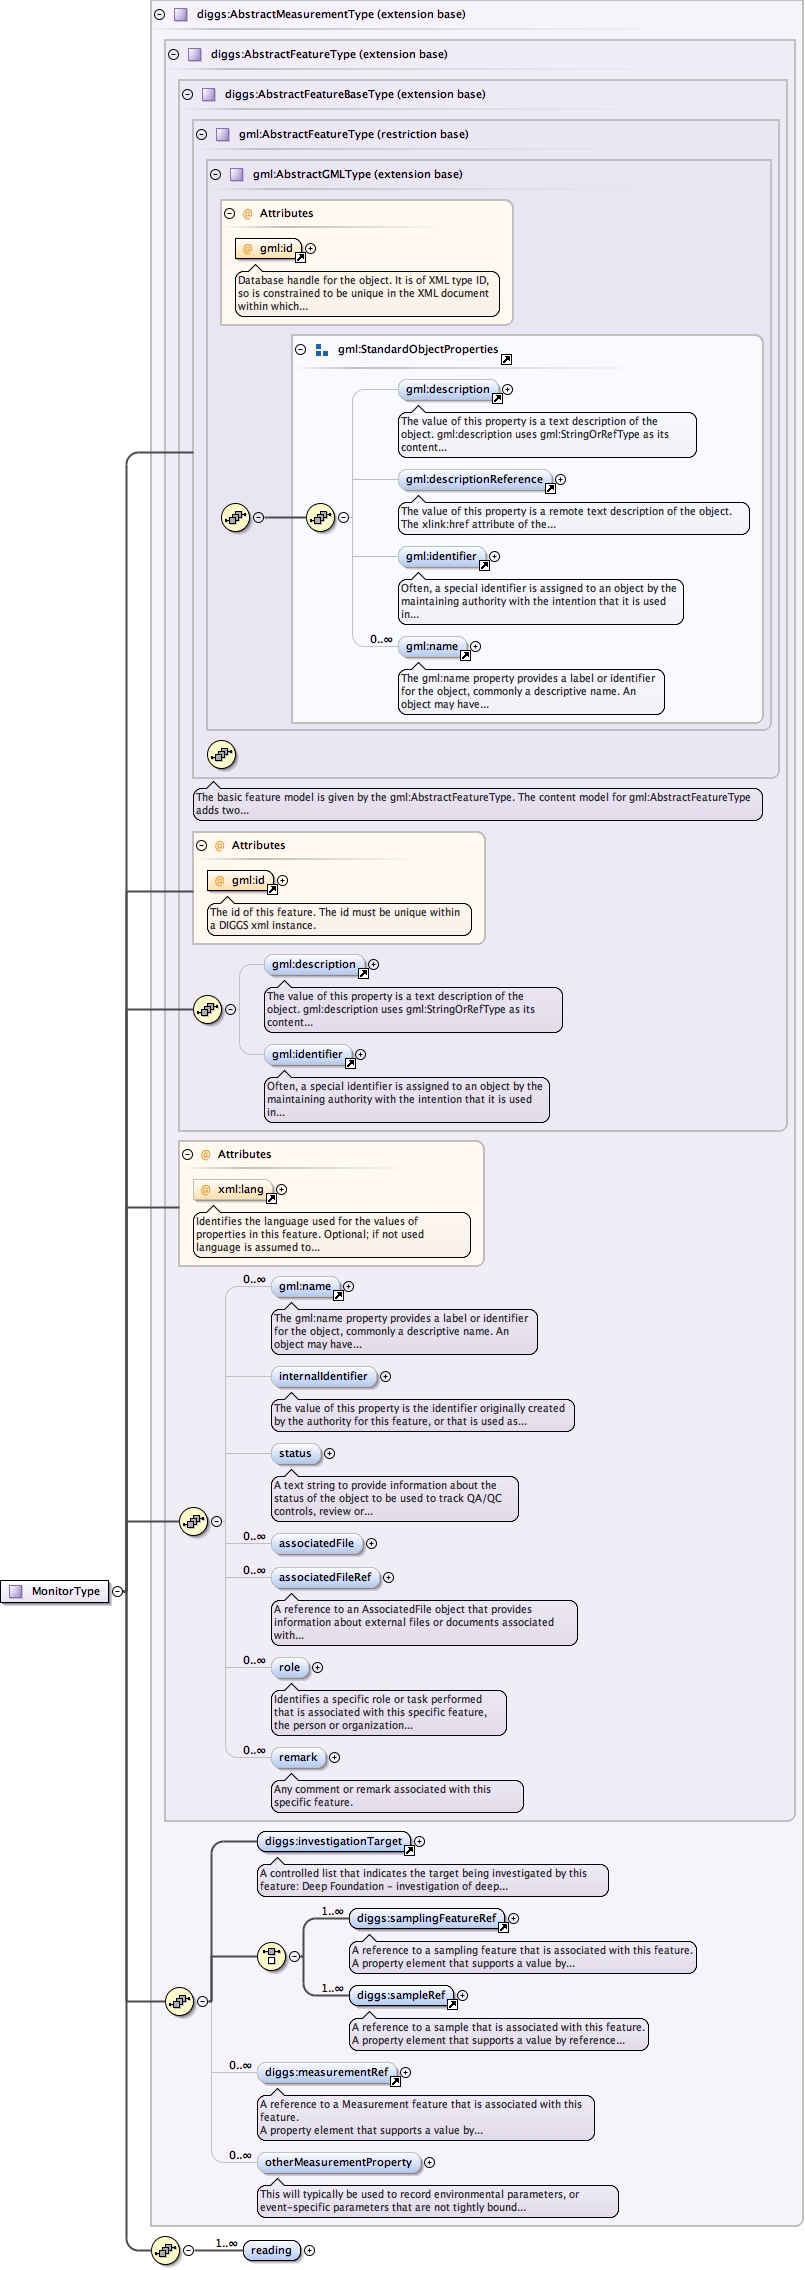 diggs:AbstractMeasurementType (extension base)
diggs:AbstractFeatureType (extension base)
diggs:AbstractFeatureBaseType (extension base)
gml:AbstractFeatureType (restriction base)
gml:AbstractGMLType (extension base)
@ Attributes
@ gml:id
Database handle for the object. It is of XML type ID,
so is constrained to be unique in the XML document
within which...
gml:StandardObjectProperties
gml:description
The value of this property is a text description of the
object. gml:description uses gml:StringOrRefType as its
content...
gml:descriptionReference
The value of this property is a remote text description of the object.
The xlink:href attribute of the...
gml:identifier
Often, a special identifier is assigned to an object by the
maintaining authority with the intention that it is used
in...
0..∞
gml:name
The gml:name property provides a label or identifier
for the object, commonly a descriptive name. An
object may have...
The basic feature model is given by the gml:AbstractFeatureType. The content model for gml:AbstractFeatureType
adds two...
@ Attributes
@ gml:id
The id of this feature. The id must be unique within
a DIGGS xml instance.
gml:description
The value of this property is a text description of the
object. gml:description uses gml:StringOrRefType as its
content...
gml:identifier
Often, a special identifier is assigned to an object by the
maintaining authority with the intention that it is used
in...
@ Attributes
@ xml:lang
Identifies the language used for the values of
properties in this feature. Optional; if not used
language is assumed to...
0..∞
gml:name
The gml:name property provides a label or identifier
for the object, commonly a descriptive name. An
object may have...
internalIdentifier
The value of this property is the identifier originally created
by the authority for this feature, or that is used as...
status
A text string to provide information about the
status of the object to be used to track QA/QC
controls, review or...
0..∞
associatedFile
0..∞
associatedFileRef
MonitorType
A reference to an AssociatedFile object that provides
information about external files or documents associated
with...
0..∞
role
Identifies a specific role or task performed
that is associated with this specific feature,
the person or organization...
0..∞
remark
Any comment or remark associated with this
specific feature.
diggs:investigationTarget
A controlled list that indicates the target being investigated by this
feature: Deep Foundation - investigation of deep...
1..∞
diggs:samplingFeatureRef
A reference to a sampling feature that is associated with this feature.
A property element that supports a value by...
1..∞
diggs:sampleRef
A reference to a sample that is associated with this feature.
A property element that supports a value by reference...
0..∞
diggs:measurementRef
A reference to a Measurement feature that is associated with this
feature.
A property element that supports a value by...
0..∞
otherMeasurementProperty
This will typically be used to record environmental parameters, or
event-specific parameters that are not tightly bound...
1..∞
reading